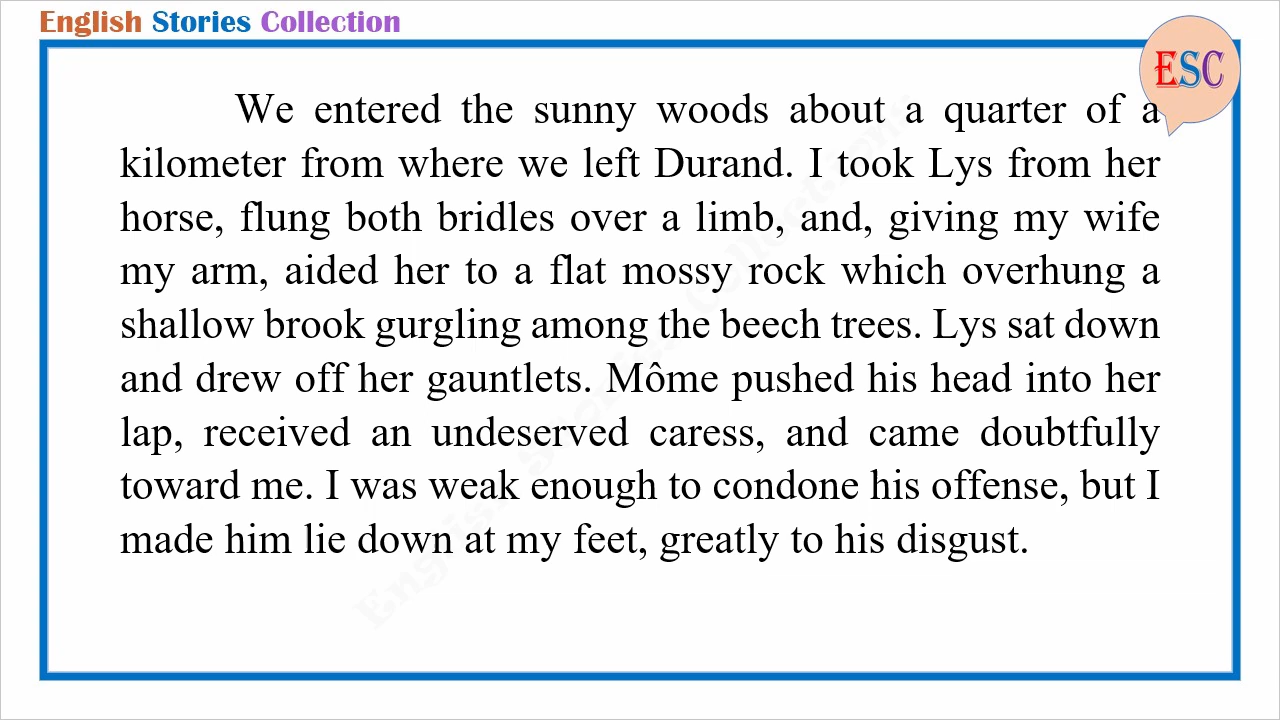 English Stories Collection
ESC
We entered the sunny woods about a quarter of a
kilometer from where we left Durand. I took Lys from her
horse, flung both bridles over a limb, and, giving my wife
my arm, aided her to a flat mossy rock which overhung a
shallow brook gurgling among the beech trees. Lys sat down
and drew off her gauntlets. Môme pushed his head into her
lap, received an undeserved caress, and came doubtfully
toward me. I was weak enough to condone his offense, but I
made him lie down at my feet, greatly to his disgust.